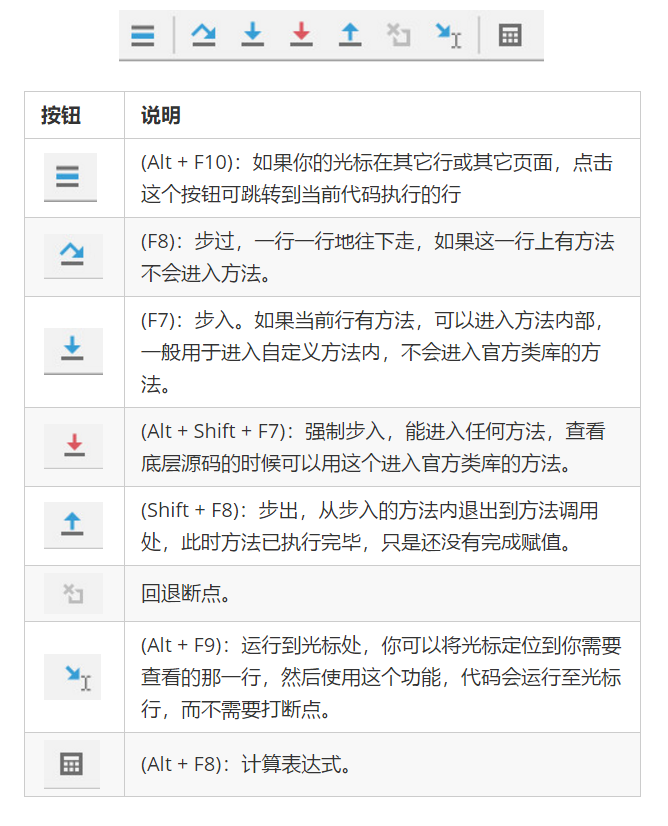 按钮
说明
(Alt + F10)：如果你的光标在其它行或其它页面，点击
这个按钮可跳转到当前代码执行的行
(F8)：步过，一行一行地往下走，如果这一行上有方法
不会进入方法。
(F7)：步入。如果当前行有方法，可以进入方法内部，
一般用于进入自定义方法内，不会进入官方类库的方
法。
(Alt + Shift + F7)：强制步入，能进入任何方法，查看
底层源码的时候可以用这个进入官方类库的方法。
(Shift + F8)：步出，从步入的方法内退出到方法调用
处，此时方法已执行完毕，只是还没有完成赋值。
回退断点。
(Alt + F9)：运行到光标处，你可以将光标定位到你需要
查看的那一行，然后使用这个功能，代码会运行至光标
行，而不需要打断点。
(Alt + F8)：计算表达式。